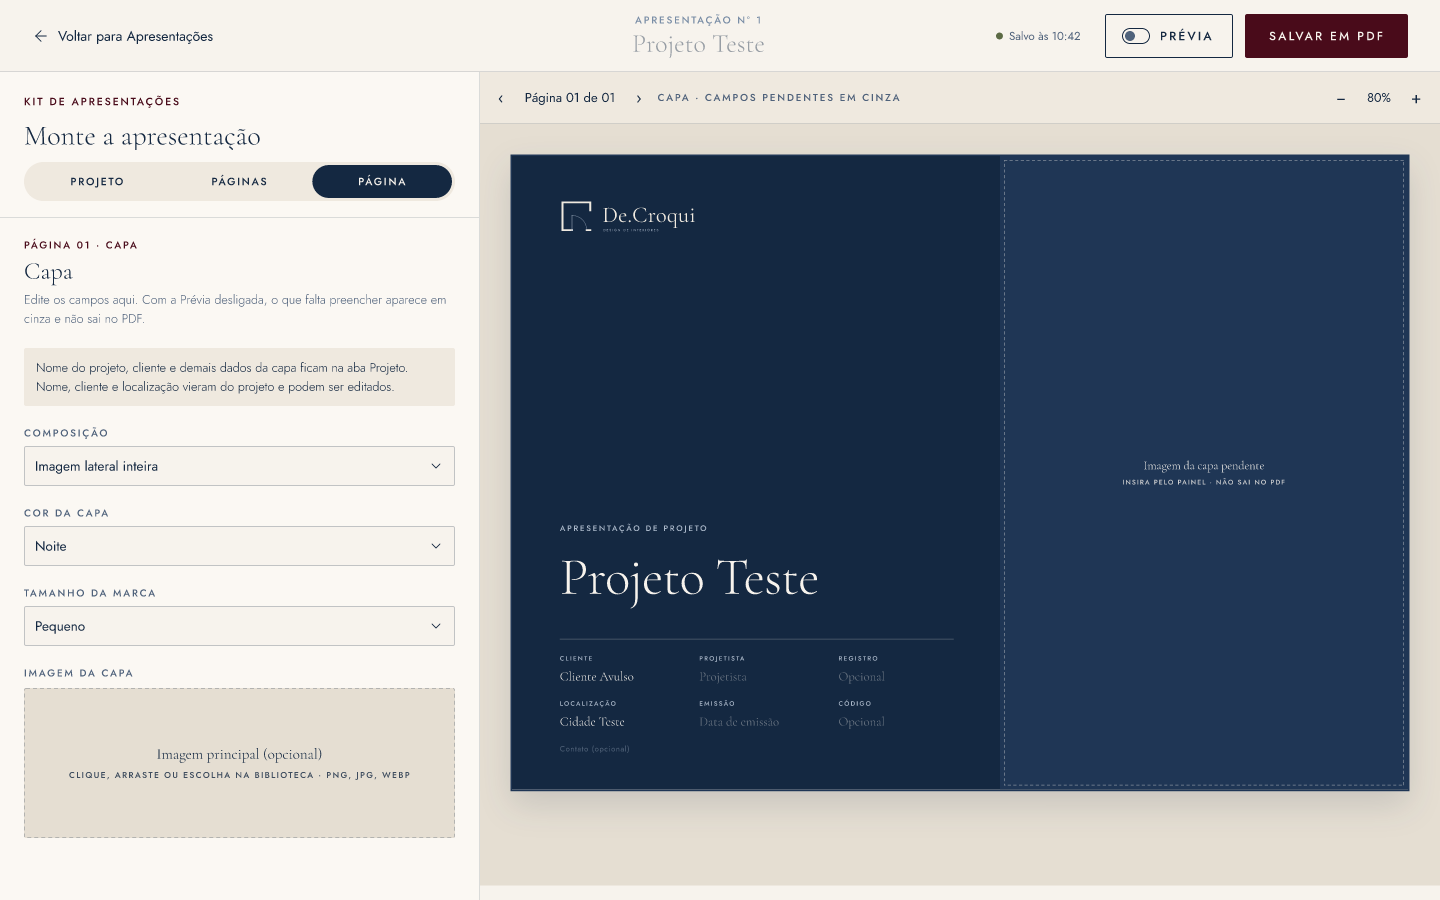 Voltar para Apresentações
APRESENTAÇÃO N° 1
Projeto Teste
Salvo às 10:42
PRÉVIA
SALVAR EM PDF
KIT DE APRESENTAÇÕES
Monte a apresentação
PROJETO
PÁGINAS
PÁGINA
PÁGINA 01 · CAPA
Capa
Edite os campos aqui. Com a Prévia desligada, o que falta preencher aparece em
cinza e não sai no PDF.
Nome do projeto, cliente e demais dados da capa ficam na aba Projeto.
Nome, cliente e localização vieram do projeto e podem ser editados.
COMPOSIÇÃO
Imagem lateral inteira
COR DA CAPA
Noite
TAMANHO DA MARCA
Pequeno
IMAGEM DA CAPA
Imagem principal (opcional)
CLIQUE, ARRASTE OU ESCOLHA NA BIBLIOTECA · PNG, JPG, WEBP
‹ Página 01 de 01 ›
CAPA · CAMPOS PENDENTES EM CINZA
− 80% +
De.Croqui
DESIGN DE INTERIORES
APRESENTAÇÃO DE PROJETO
Projeto Teste
CLIENTE PROJETISTA REGISTRO
Cliente Avulso Projetista Opcional
LOCALIZAÇÃO EMISSÃO CÓDIGO
Cidade Teste Data de emissão Opcional
Contato (opcional)
Imagem da capa pendente
INSIRA PELO PAINEL · NÃO SAI NO PDF